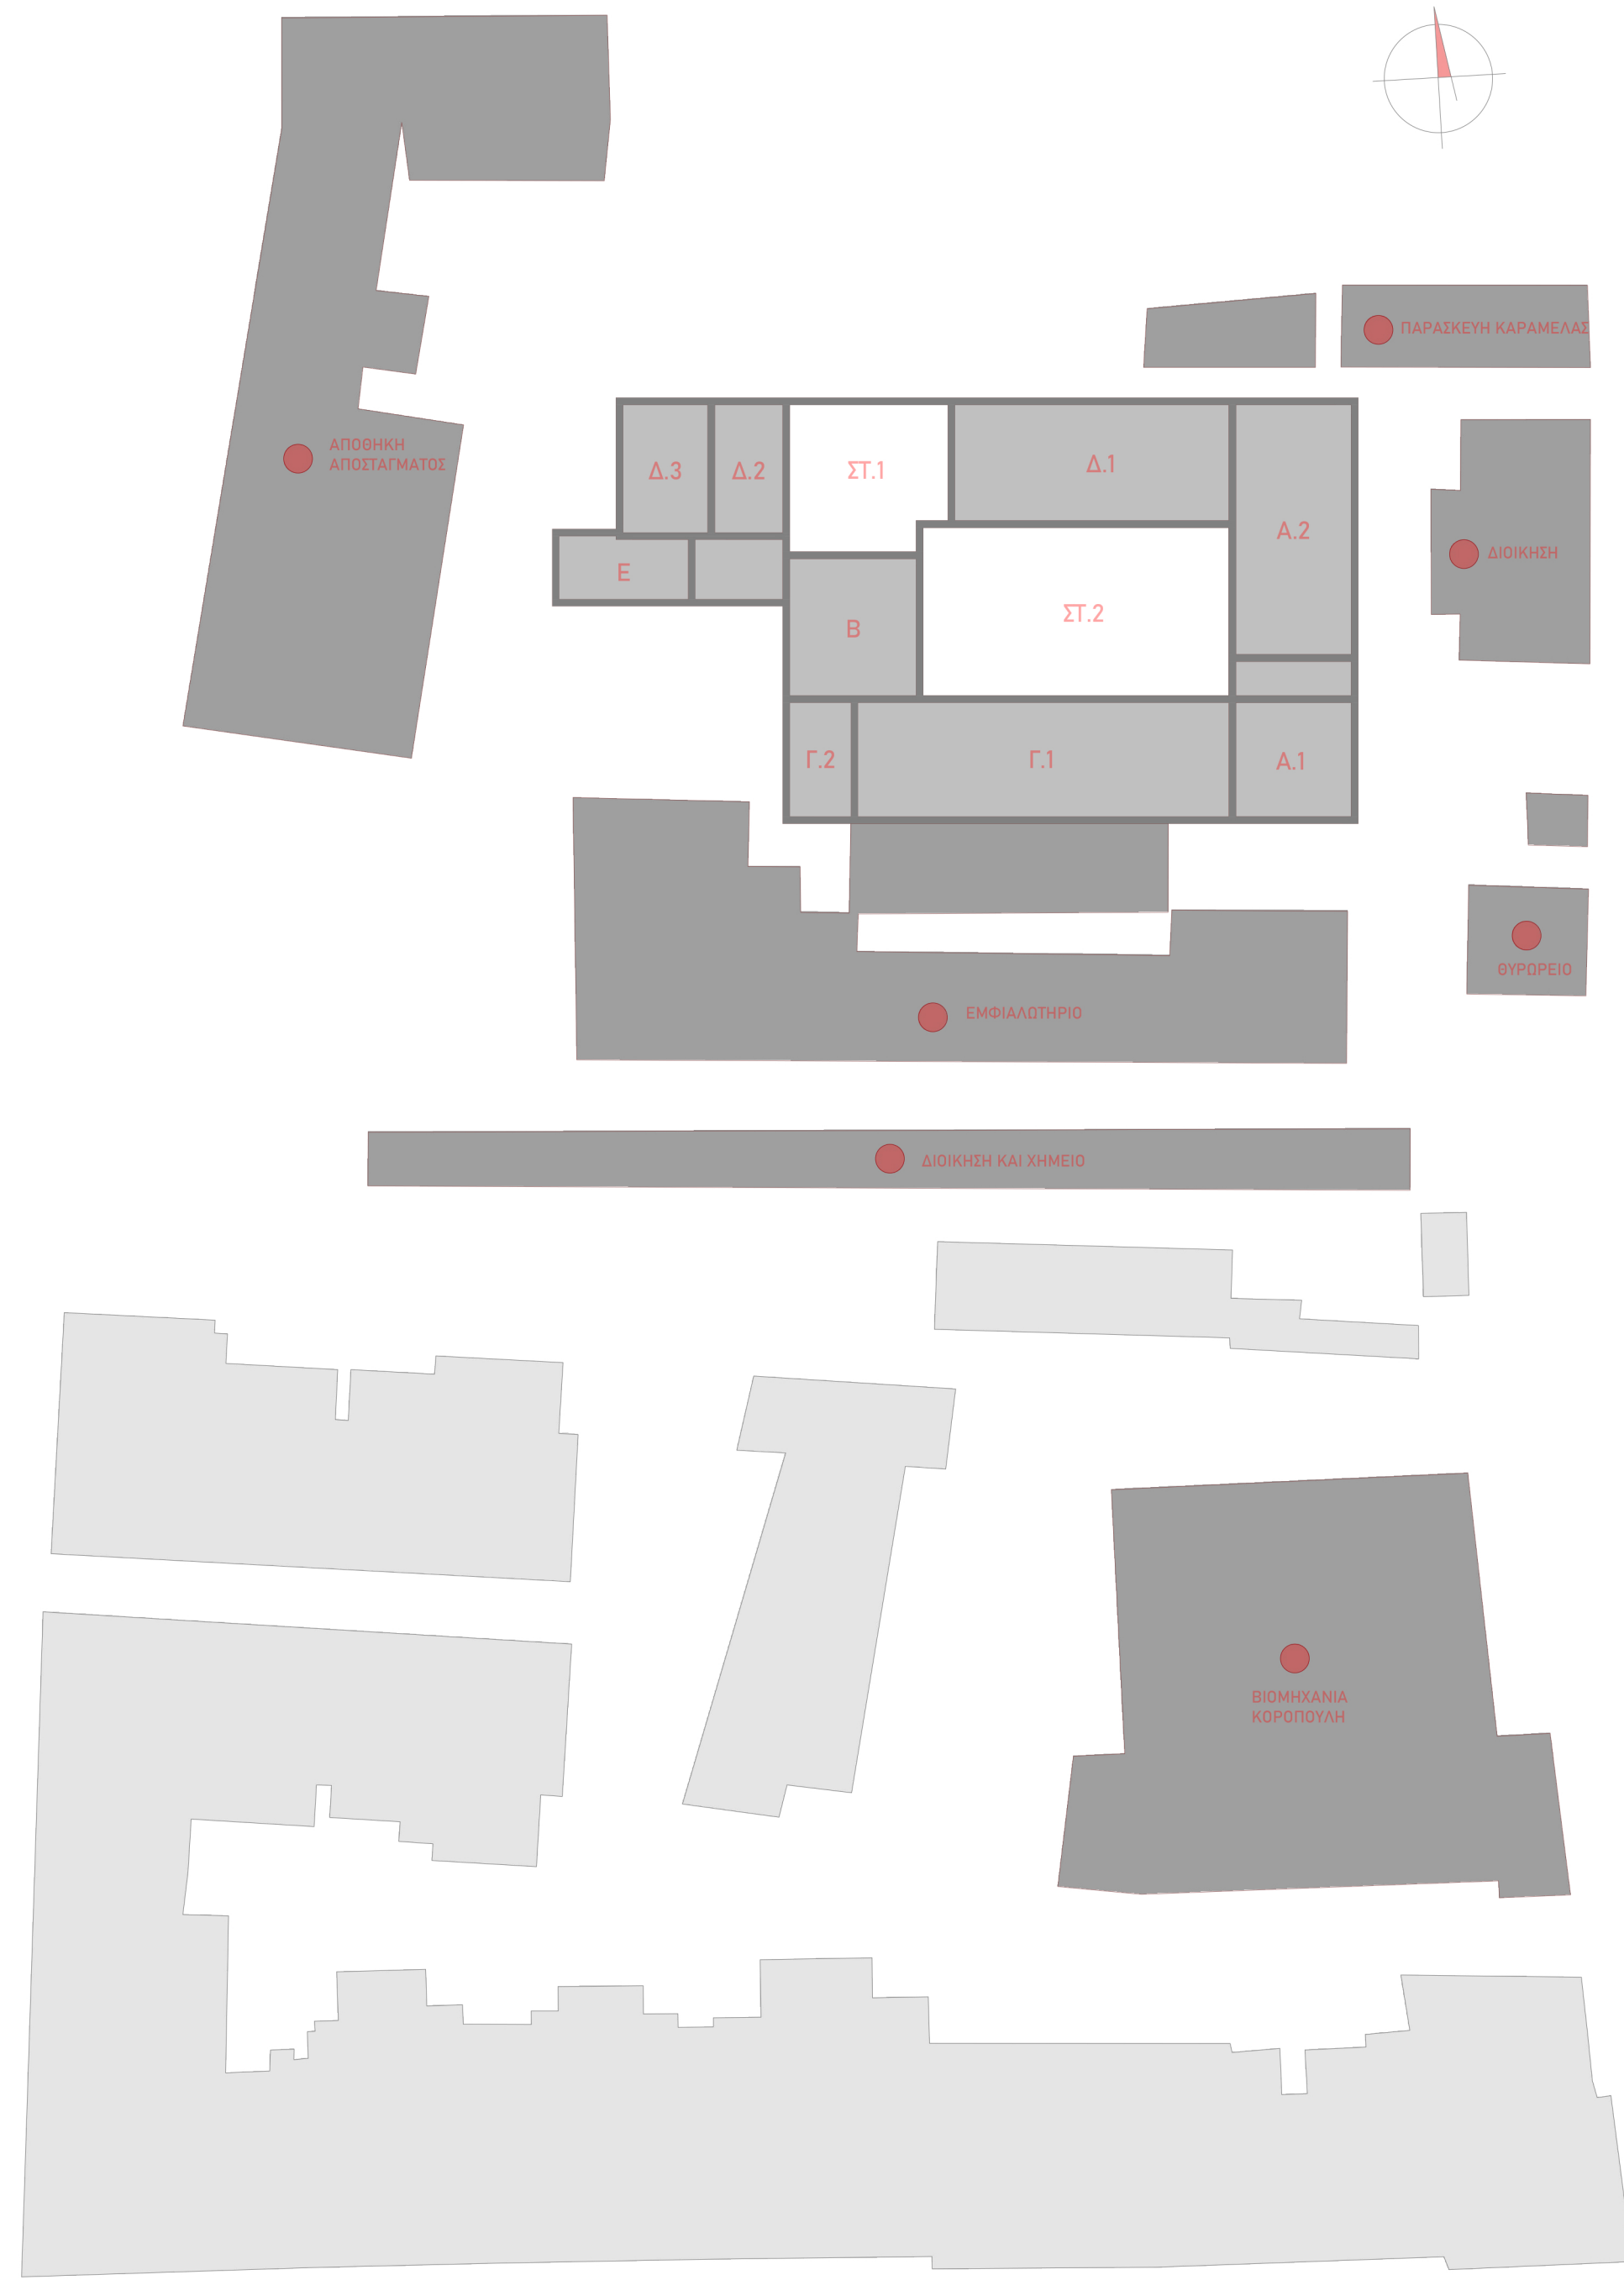 ΠΑΡΑΣΚΕΥΗ ΚΑΡΑΜΕΛΑΣ
ΑΠΟΘΗΚΗ
ΑΠΟΣΤΑΓΜΑΤΟΣ
Δ.3
Δ.2
ΣΤ.1
Δ.1
Α.2
ΔΙΟΙΚΗΣΗ
Ε
Β
ΣΤ.2
Γ.2
Γ.1
Α.1
ΘΥΡΩΡΕΙΟ
ΕΜΦΙΑΛΩΤΗΡΙΟ
ΔΙΟΙΚΗΣΗ ΚΑΙ ΧΗΜΕΙΟ
ΒΙΟΜΗΧΑΝΙΑ
ΚΟΡΟΠΟΥΛΗ